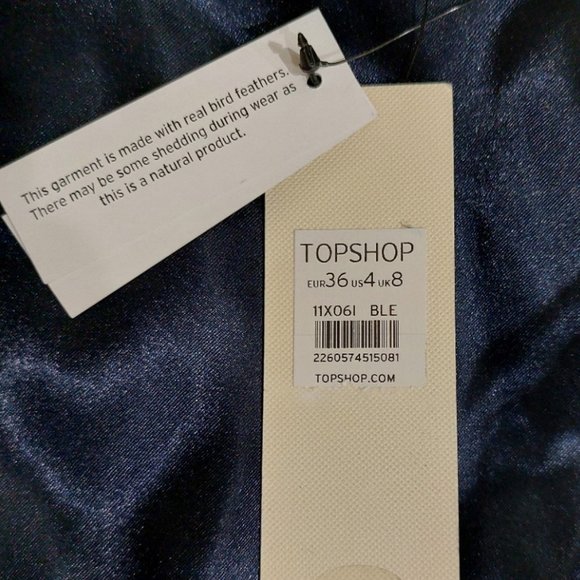 This garment is made with real bird feathers.
There may be some shedding during wear as
this is a natural product.
TOPSHOP
EUR36 US4 UK8
11X06I BLE
2260574515081
TOPSHOP.COM